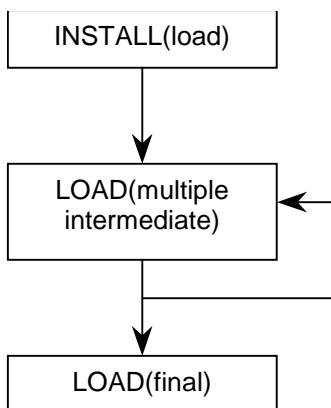 INSTALL(load)
LOAD(multiple
intermediate)
LOAD(final)